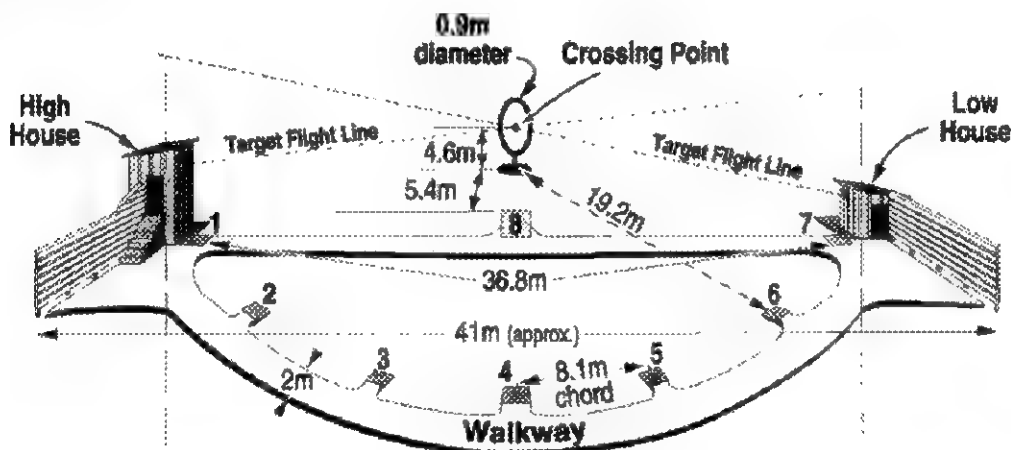 0.9m
diameter
Crossing Point
High
House
Low
House
Target Flight Line
Target Flight Line
4.6m
5.4m
19.2m
1
8
7
36.8m
2
6
41m (approx.)
3
4
5
8.1m
chord
2m
Walkway